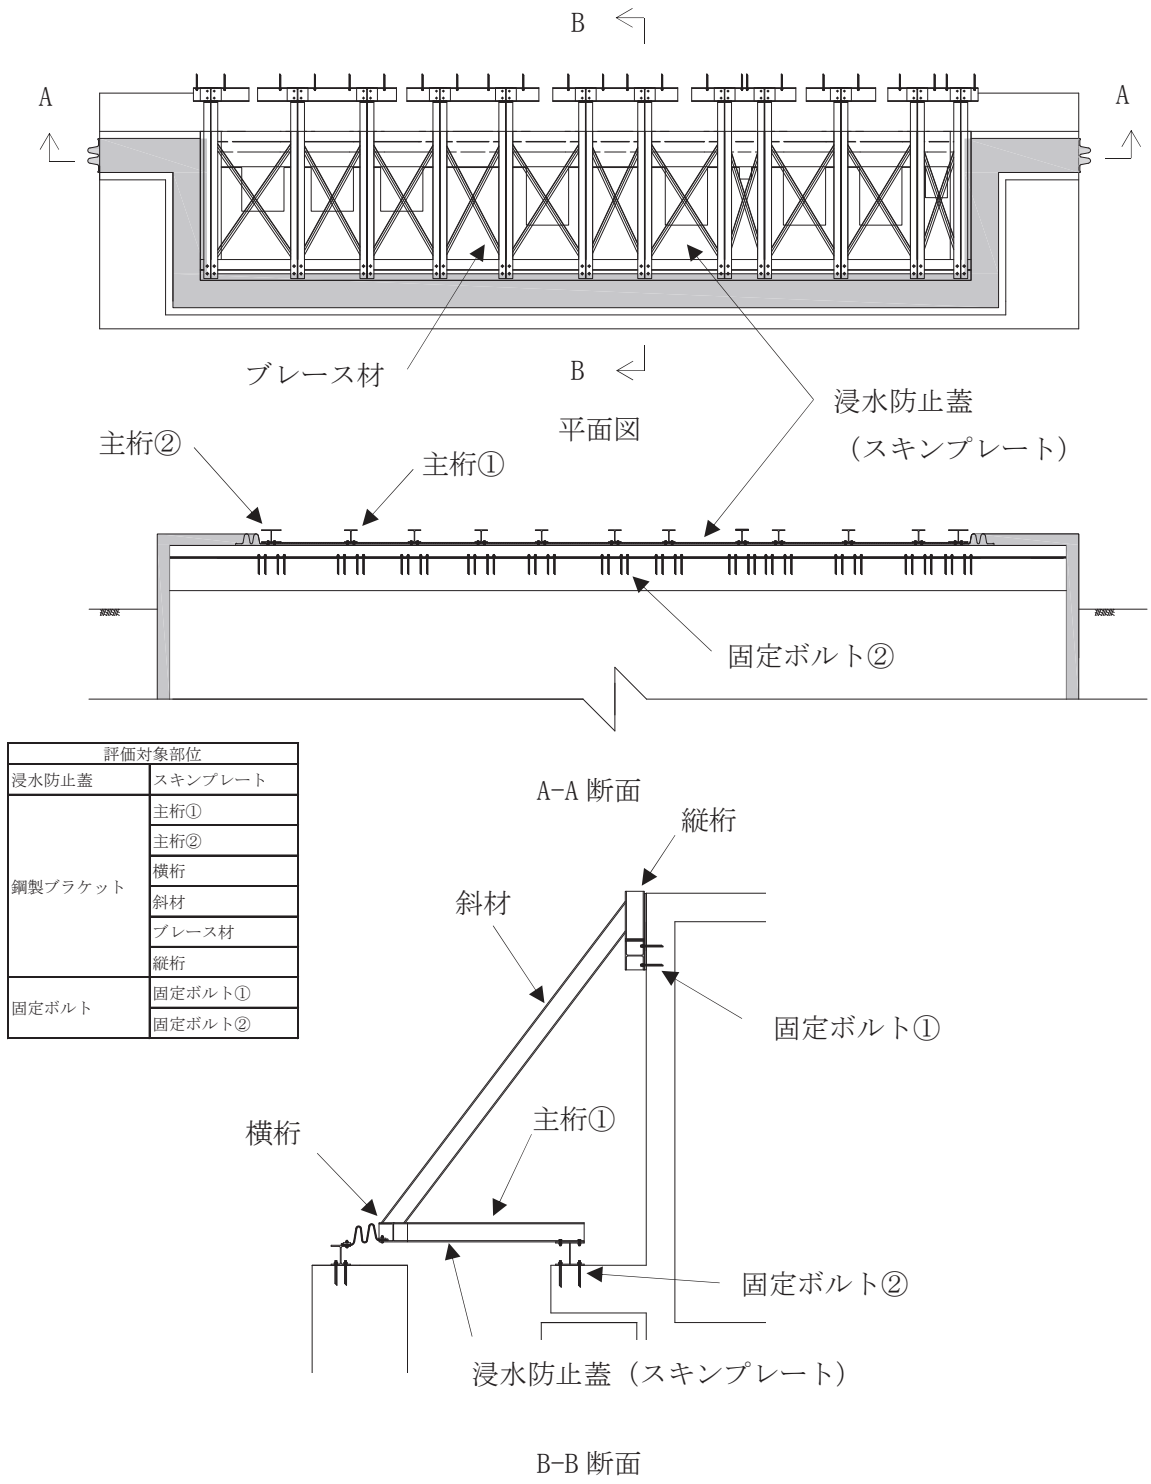 B
A
A
ブレース材
B
平面図
浸水防止蓋
（スキンプレート）
主桁②
主桁①
固定ボルト②
A-A 断面
評価対象部位
浸水防止蓋 スキンプレート
鋼製ブラケット 主桁①
主桁②
横桁
斜材
ブレース材
縦桁
固定ボルト 固定ボルト①
固定ボルト②
縦桁
斜材
固定ボルト①
横桁
主桁①
固定ボルト②
浸水防止蓋（スキンプレート）
B-B 断面